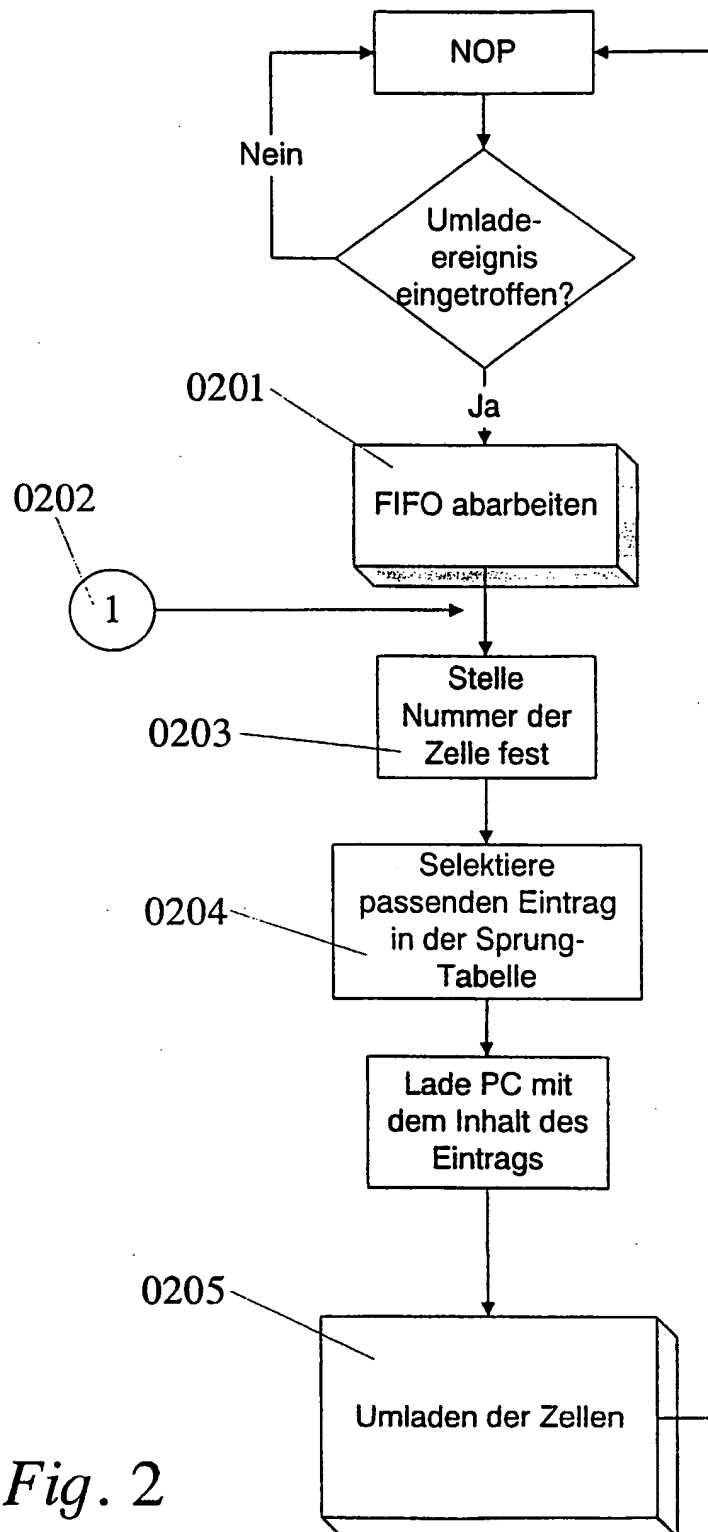 NOP
Nein
Umlade-
ereignis
eingetroffen?
Ja
0201
FIFO abarbeiten
0202
1
Stelle
Nummer der
Zelle fest
0203
Selektiere
passenden Eintrag
in der Sprung-
Tabelle
0204
Lade PC mit
dem Inhalt des
Eintrags
0205
Umladen der Zellen
Fig. 2